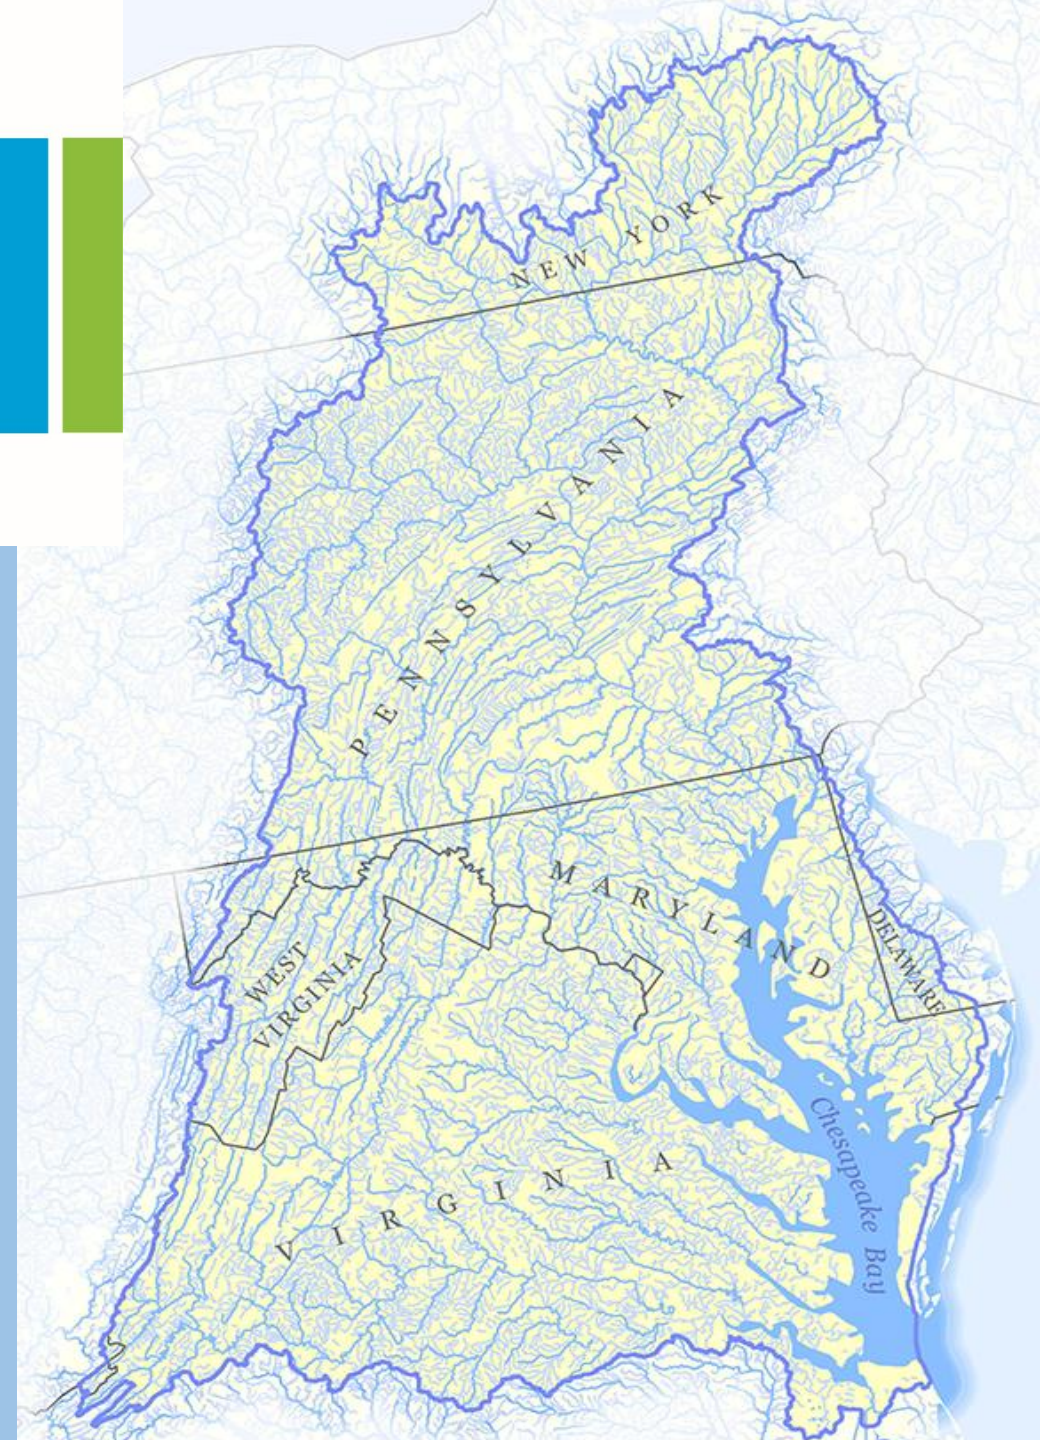 NEW YORK
PENNSYLVANIA
MARYLAND
DELAWARE
WEST
VIRGINIA
VIRGINIA
Chesapeake Bay